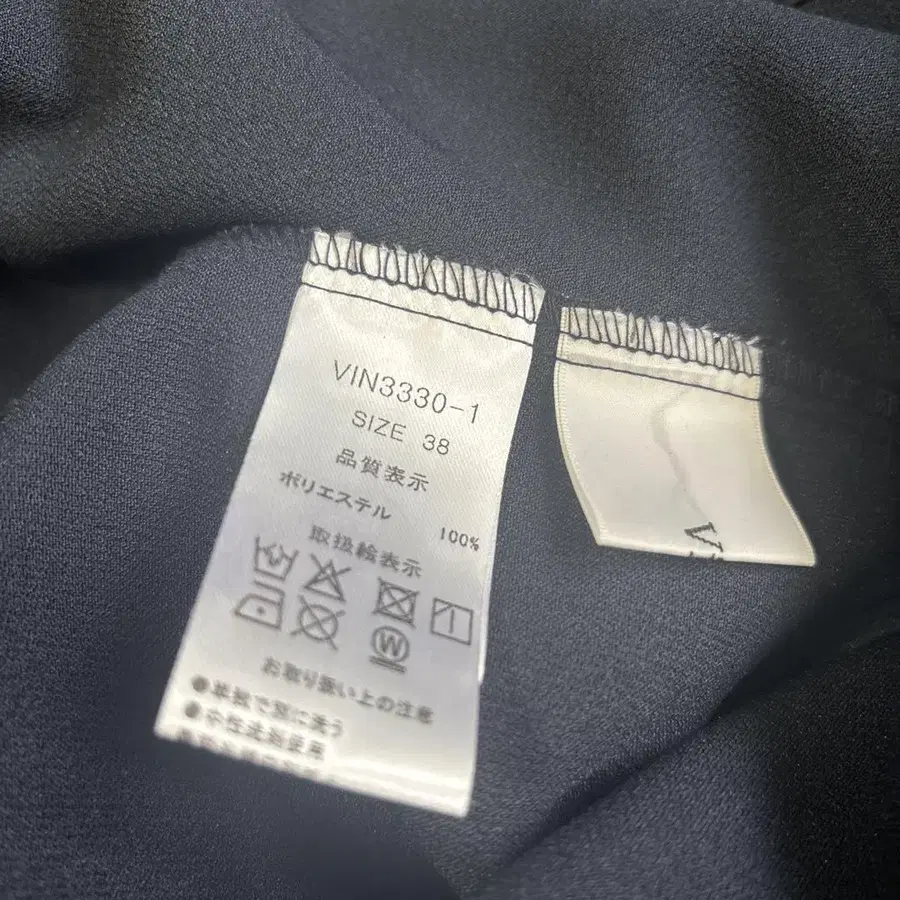 VIN3330-1
SIZE 38
品質表示
ポリエステル 100%
取扱絵表示
W
お取り扱い上の注意
●単独で別に洗う
●中性洗剤使用
V